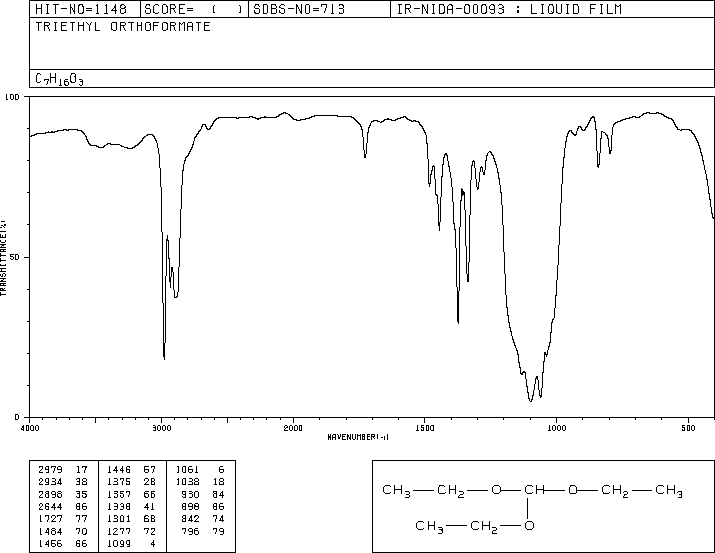 HIT-NO=1148 SCORE= ( ) SDBS-NO=713 IR-NIDA-00093 : LIQUID FILM
TRIETHYL ORTHOFORMATE
C7H16O3
100
50
0
TRANSMITTANCE(%)
4000 3000 2000 1500 1000 500
WAVENUMBER(-1)
2979 17 1446 57 1061 6
2934 38 1375 28 1038 18
2898 35 1357 66 930 84
2644 86 1338 41 898 86
1727 77 1301 68 842 74
1484 70 1277 72 796 79
1456 66 1099 4
CH3 CH2 O CH O CH2 CH3
CH3 CH2 O